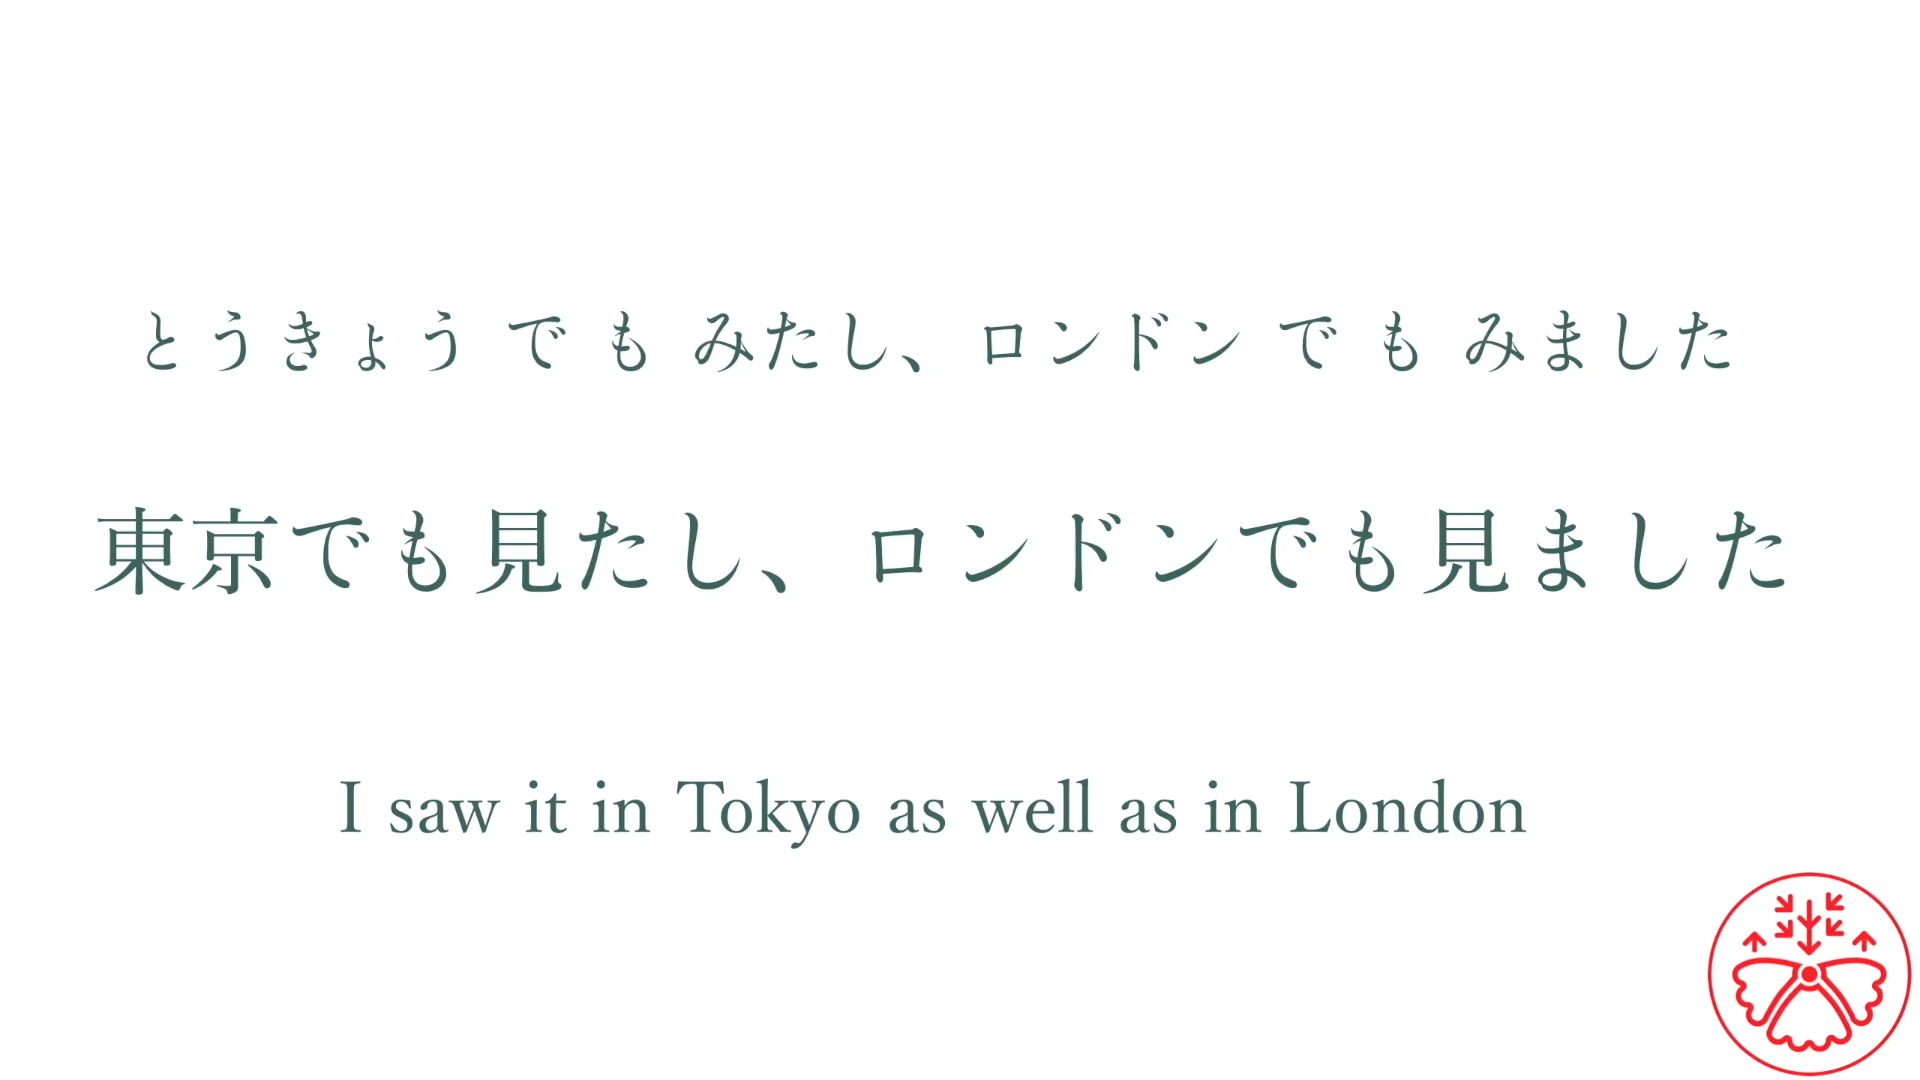 とうきょう で も みたし、ロンドン で も みました
東京でも見たし、ロンドンでも見ました
I saw it in Tokyo as well as in London